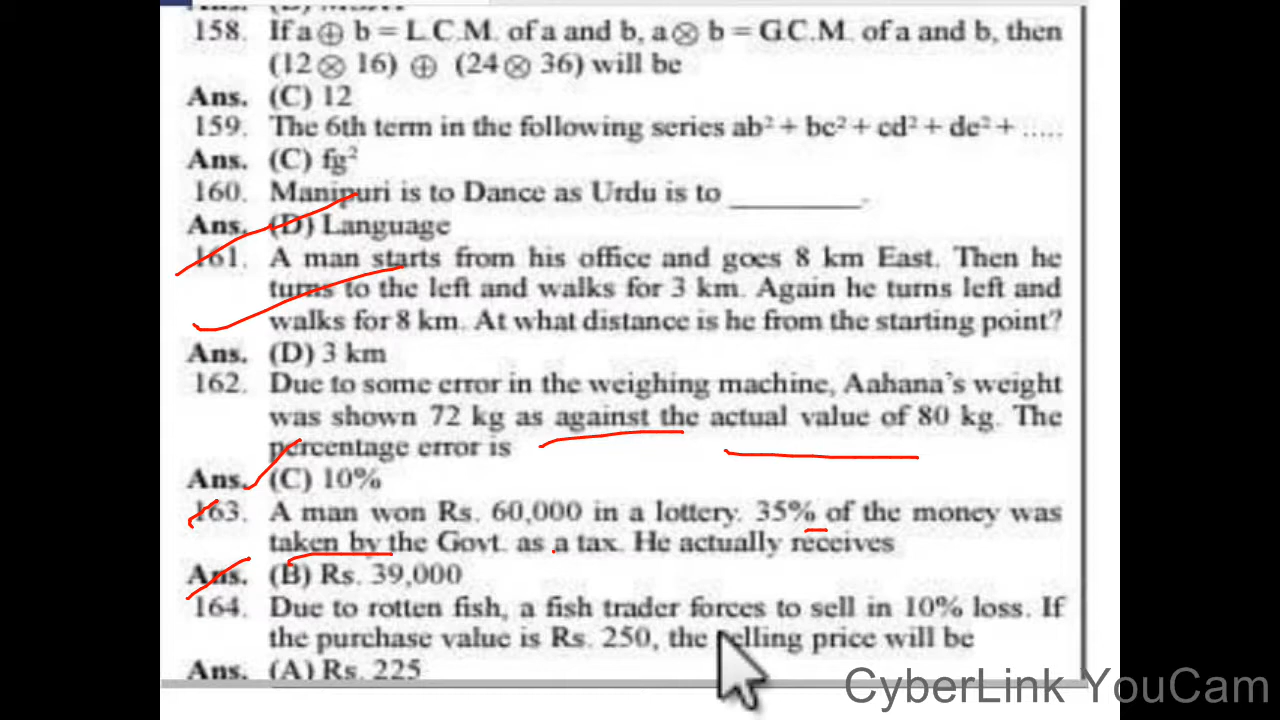 158. If a ⊕ b = L.C.M. of a and b, a ⊗ b = G.C.M. of a and b, then
(12 ⊗ 16) ⊕ (24 ⊗ 36) will be
Ans. (C) 12
159. The 6th term in the following series ab² + bc² + cd² + de² + .....
Ans. (C) fg²
160. Manipuri is to Dance as Urdu is to ________.
Ans. (D) Language
161. A man starts from his office and goes 8 km East. Then he
turns to the left and walks for 3 km. Again he turns left and
walks for 8 km. At what distance is he from the starting point?
Ans. (D) 3 km
162. Due to some error in the weighing machine, Aahana's weight
was shown 72 kg as against the actual value of 80 kg. The
percentage error is
Ans. (C) 10%
163. A man won Rs. 60,000 in a lottery. 35% of the money was
taken by the Govt. as a tax. He actually receives
Ans. (B) Rs. 39,000
164. Due to rotten fish, a fish trader forces to sell in 10% loss. If
the purchase value is Rs. 250, the selling price will be
Ans. (A) Rs. 225
CyberLink YouCam